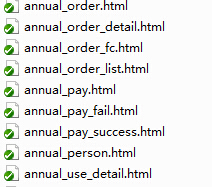 annual_order.html
annual_order_detail.html
annual_order_fc.html
annual_order_list.html
annual_pay.html
annual_pay_fail.html
annual_pay_success.html
annual_person.html
annual_use_detail.html